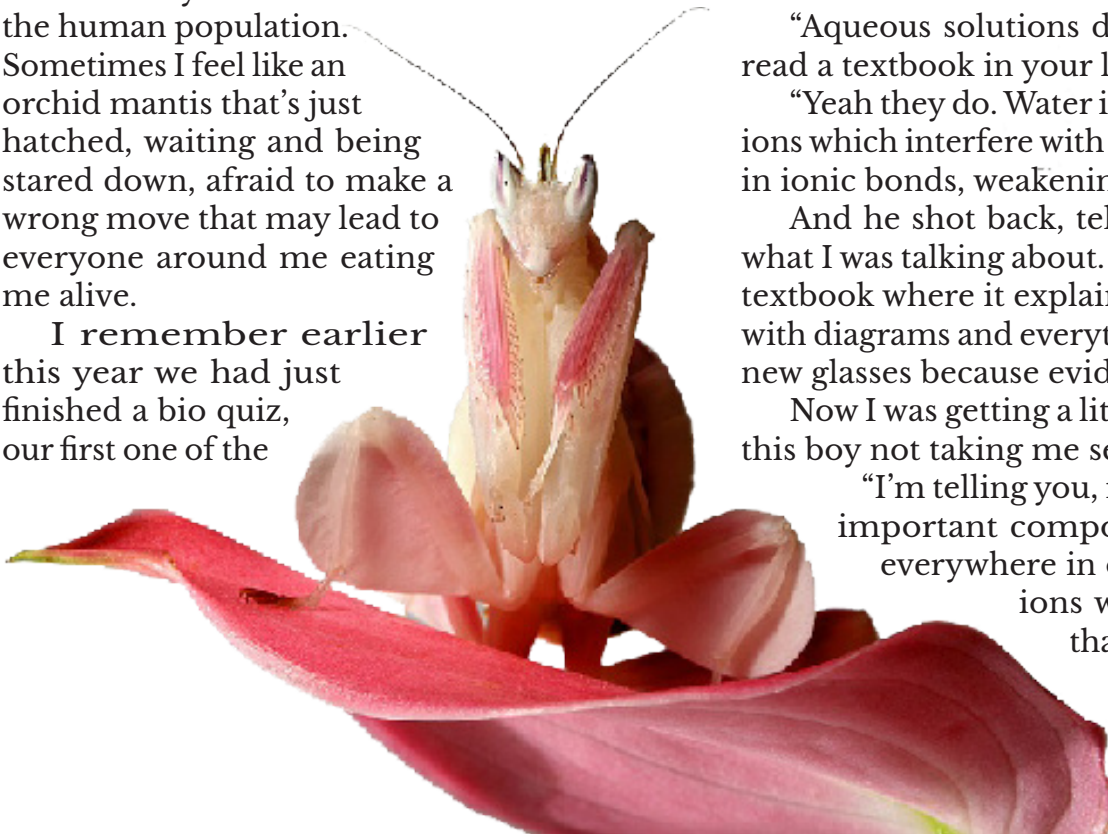 the human population.
Sometimes I feel like an
orchid mantis that’s just
hatched, waiting and being
stared down, afraid to make a
wrong move that may lead to
everyone around me eating
me alive.
I remember earlier
this year we had just
finished a bio quiz,
our first one of the
“Aqueous solutions d
read a textbook in your l
“Yeah they do. Water i
ions which interfere with
in ionic bonds, weakenin
And he shot back, tel
what I was talking about.
textbook where it explain
with diagrams and everyt
new glasses because evid
Now I was getting a lit
this boy not taking me se
“I’m telling you,
important compo
everywhere in
ions w
tha